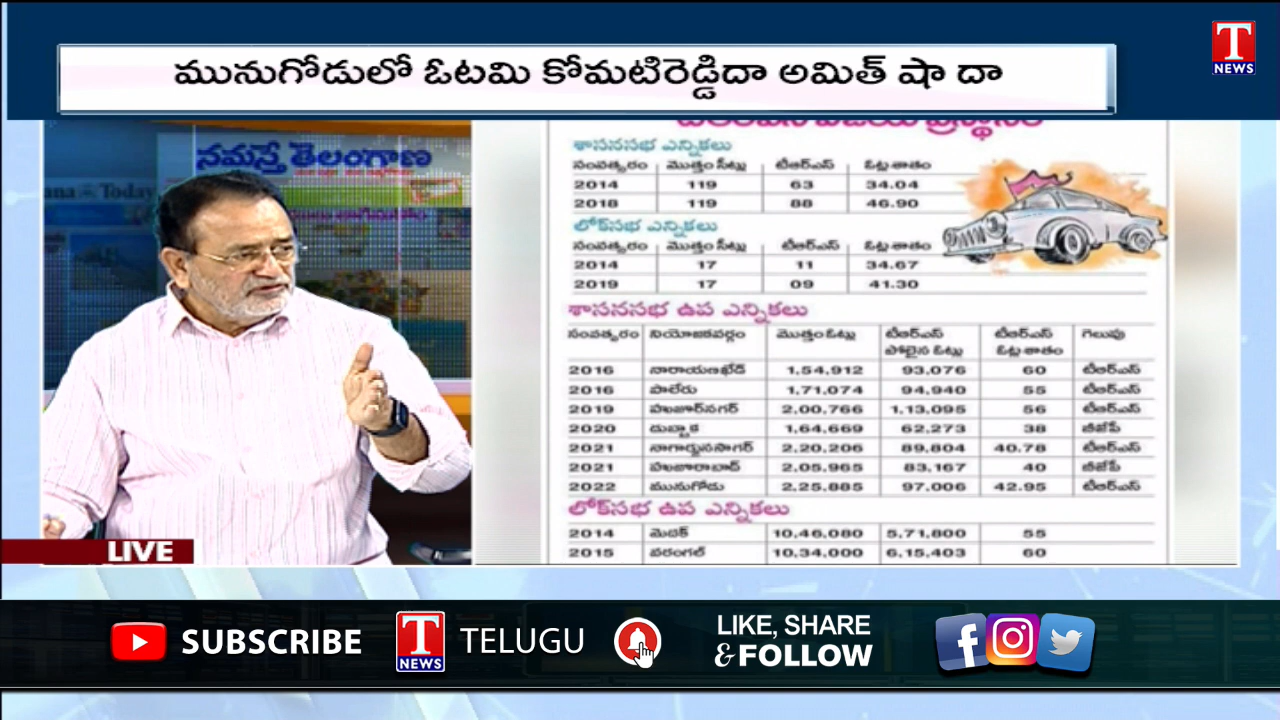 T
NEWS
మునుగోడులో ఓటమి కోమటిరెడ్డిదా అమిత్ షా దా
నమస్తే తెలంగాణ
Today
శాసనసభ ఎన్నికలు
సంవత్సరం మొత్తం సీట్లు టీఆర్ఎస్ ఓట్ల శాతం
2014 119 63 34.04
2018 119 88 46.90
లోక్‌సభ ఎన్నికలు
సంవత్సరం మొత్తం సీట్లు టీఆర్ఎస్ ఓట్ల శాతం
2014 17 11 34.67
2019 17 09 41.30
శాసనసభ ఉప ఎన్నికలు
సంవత్సరం నియోజకవర్గం మొత్తం ఓట్లు టీఆర్ఎస్ పోలైన ఓట్లు టీఆర్ఎస్ ఓట్ల శాతం గెలుపు
2016 నారాయణఖేడ్ 1,54,912 93,076 60 టీఆర్ఎస్
2016 పాలేరు 1,71,074 94,940 55 టీఆర్ఎస్
2019 హుజూర్‌నగర్ 2,00,766 1,13,095 56 టీఆర్ఎస్
2020 దుబ్బాక 1,64,669 62,273 38 బీజేపీ
2021 నాగార్జునసాగర్ 2,20,206 89,804 40.78 టీఆర్ఎస్
2021 హుజూరాబాద్ 2,05,965 83,167 40 బీజేపీ
2022 మునుగోడు 2,25,885 97,006 42.95 టీఆర్ఎస్
లోక్‌సభ ఉప ఎన్నికలు
2014 మెదక్ 10,46,080 5,71,800 55
2015 వరంగల్ 10,34,000 6,15,403 60
LIVE
SUBSCRIBE
T
NEWS
TELUGU
LIKE, SHARE
& FOLLOW